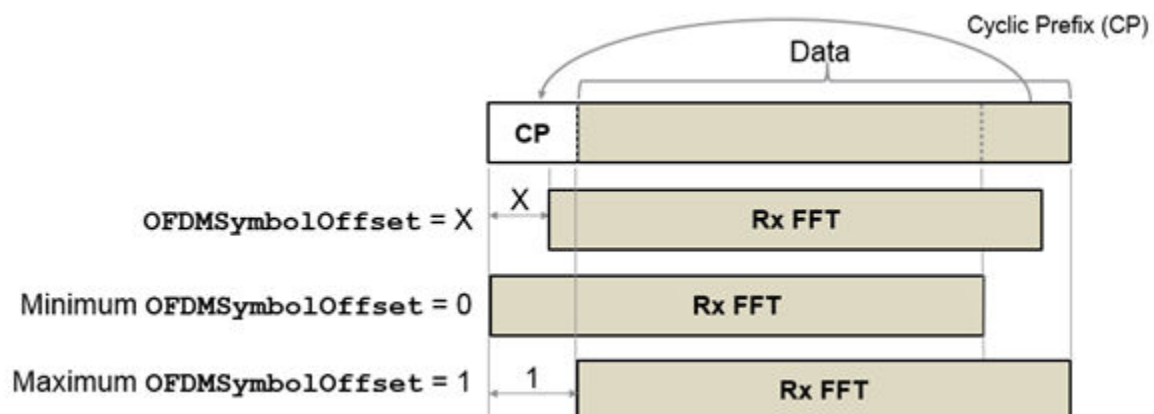 Cyclic Prefix (CP)
Data
CP
X
OFDMSymbolOffset = X
Rx FFT
Minimum OFDMSymbolOffset = 0
Rx FFT
Maximum OFDMSymbolOffset = 1
1
Rx FFT